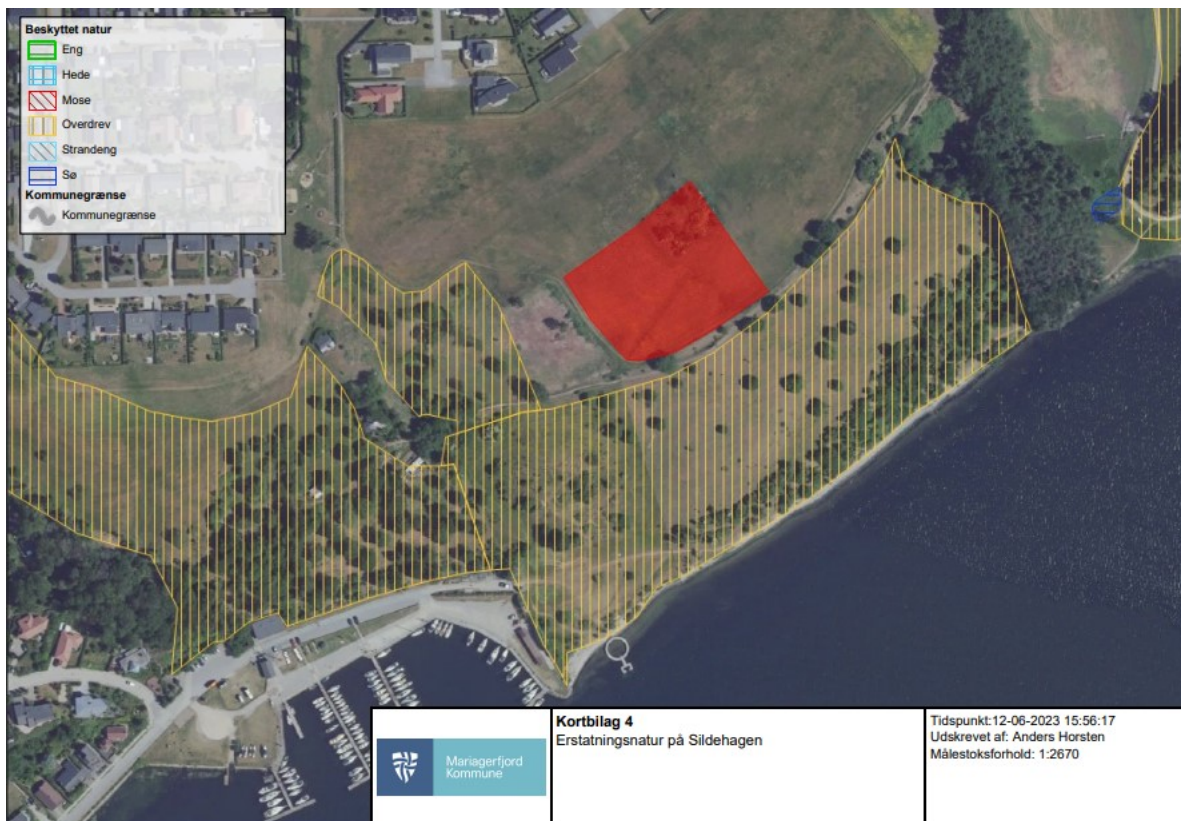 Beskyttet natur
Eng
Hede
Mose
Overdrev
Strandeng
Sø
Kommunegrænse
Kommunegrænse
Mariagerfjord
Kommune
Kortbilag 4
Erstatningsnatur på Sildehagen
Tidspunkt:12-06-2023 15:56:17
Udskrevet af: Anders Horsten
Målestoksforhold: 1:2670